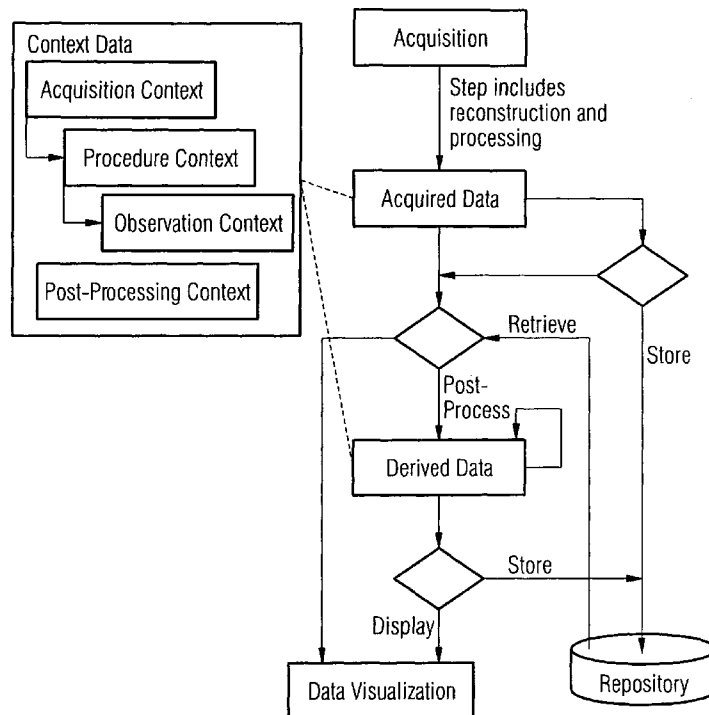 Context Data
Acquisition Context
Procedure Context
Observation Context
Post-Processing Context
Acquisition
Step includes
reconstruction and
processing
Acquired Data
Retrieve
Store
Post-
Process
Derived Data
Store
Display
Data Visualization
Repository